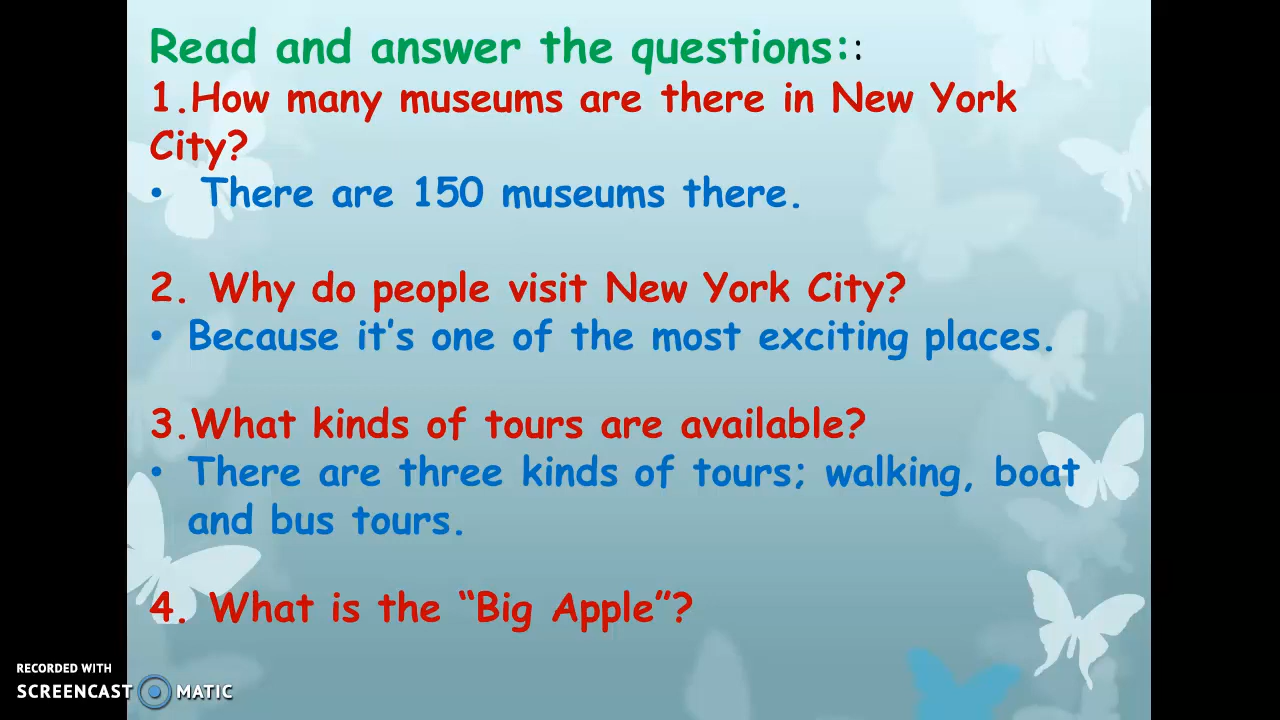 Read and answer the questions::
1.How many museums are there in New York
City?
• There are 150 museums there.
2. Why do people visit New York City?
• Because it's one of the most exciting places.
3.What kinds of tours are available?
• There are three kinds of tours; walking, boat
and bus tours.
4. What is the “Big Apple”?
RECORDED WITH
SCREENCAST MATIC